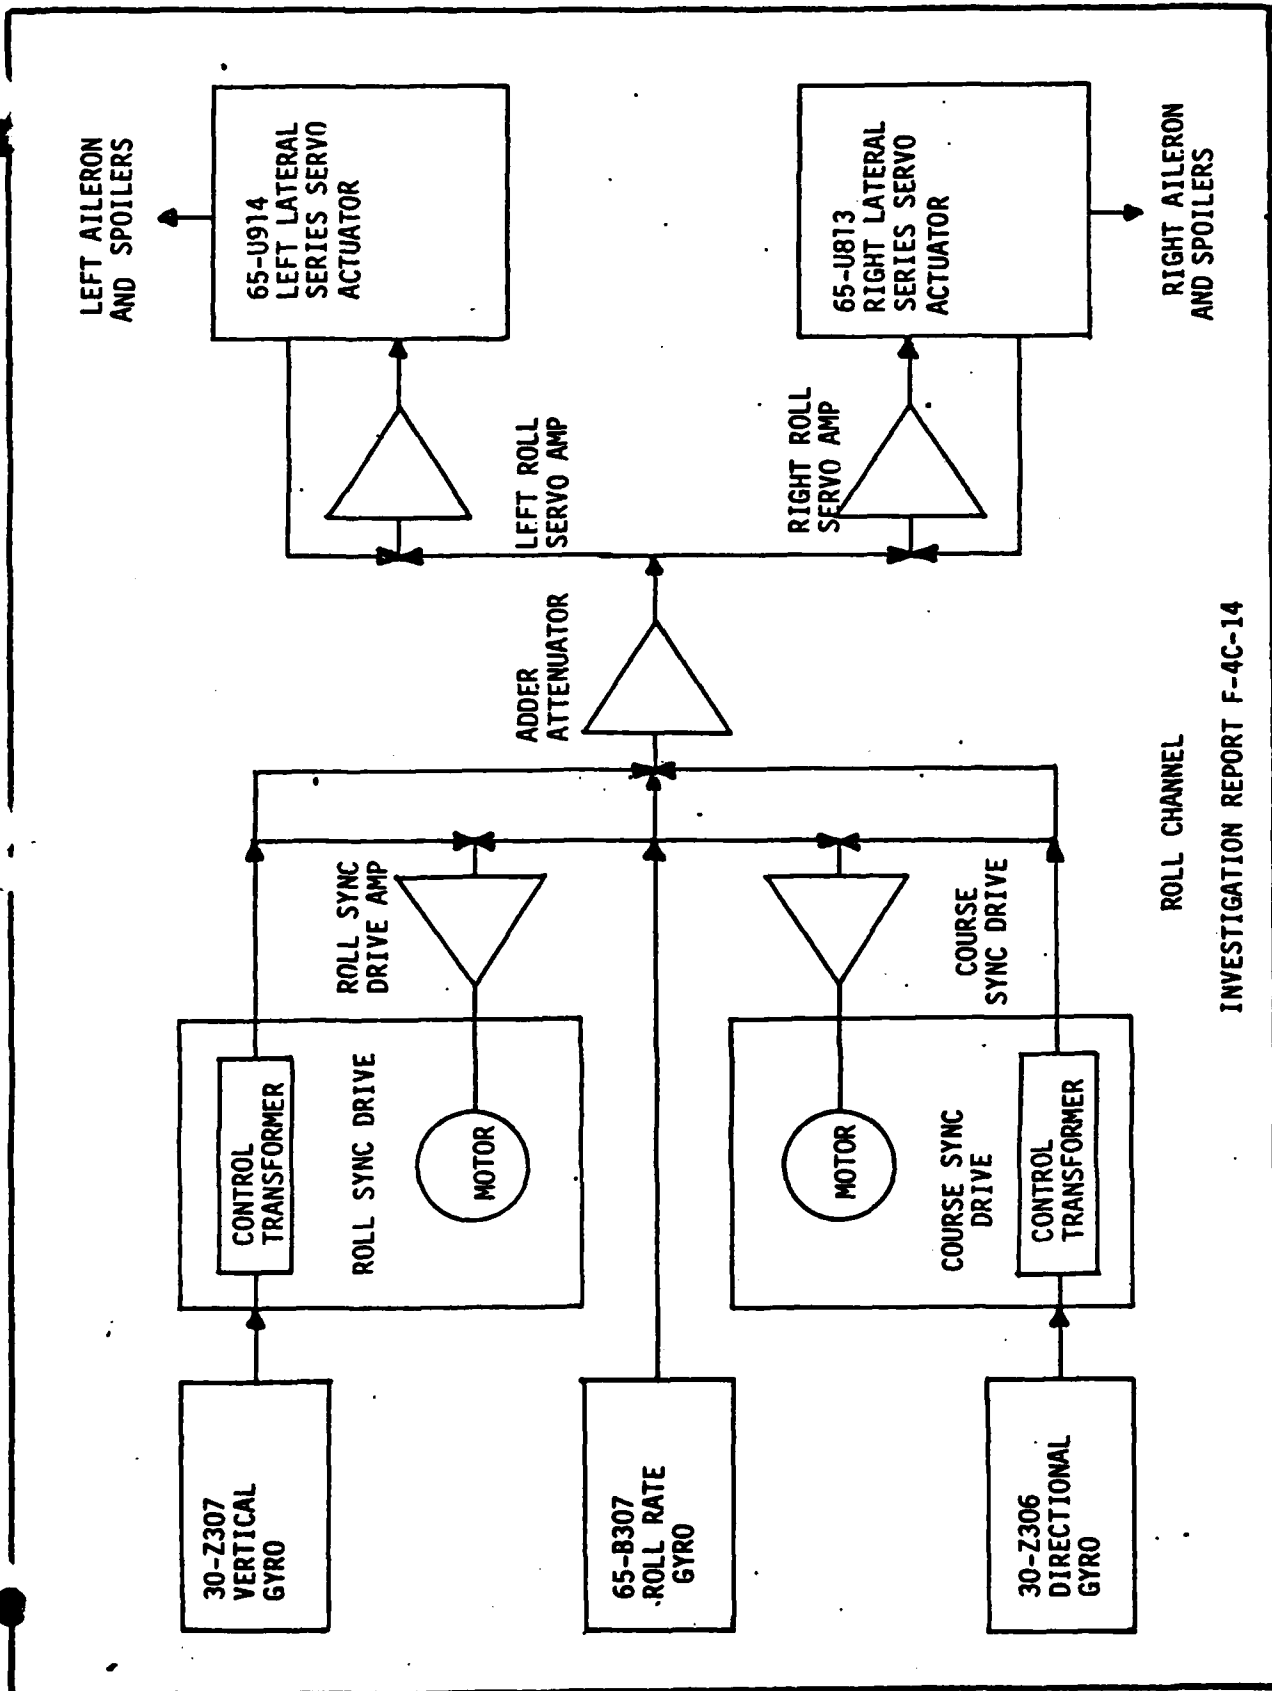 30-Z307
VERTICAL
GYRO
65-B307
ROLL RATE
GYRO
30-Z306
DIRECTIONAL
GYRO
CONTROL
TRANSFORMER
ROLL SYNC DRIVE
MOTOR
MOTOR
COURSE SYNC
DRIVE
CONTROL
TRANSFORMER
ROLL SYNC
DRIVE AMP
COURSE
SYNC DRIVE
ADDER
ATTENUATOR
LEFT ROLL
SERVO AMP
RIGHT ROLL
SERVO AMP
LEFT AILERON
AND SPOILERS
65-U914
LEFT LATERAL
SERIES SERVO
ACTUATOR
65-U813
RIGHT LATERAL
SERIES SERVO
ACTUATOR
RIGHT AILERON
AND SPOILERS
ROLL CHANNEL
INVESTIGATION REPORT F-4C-14